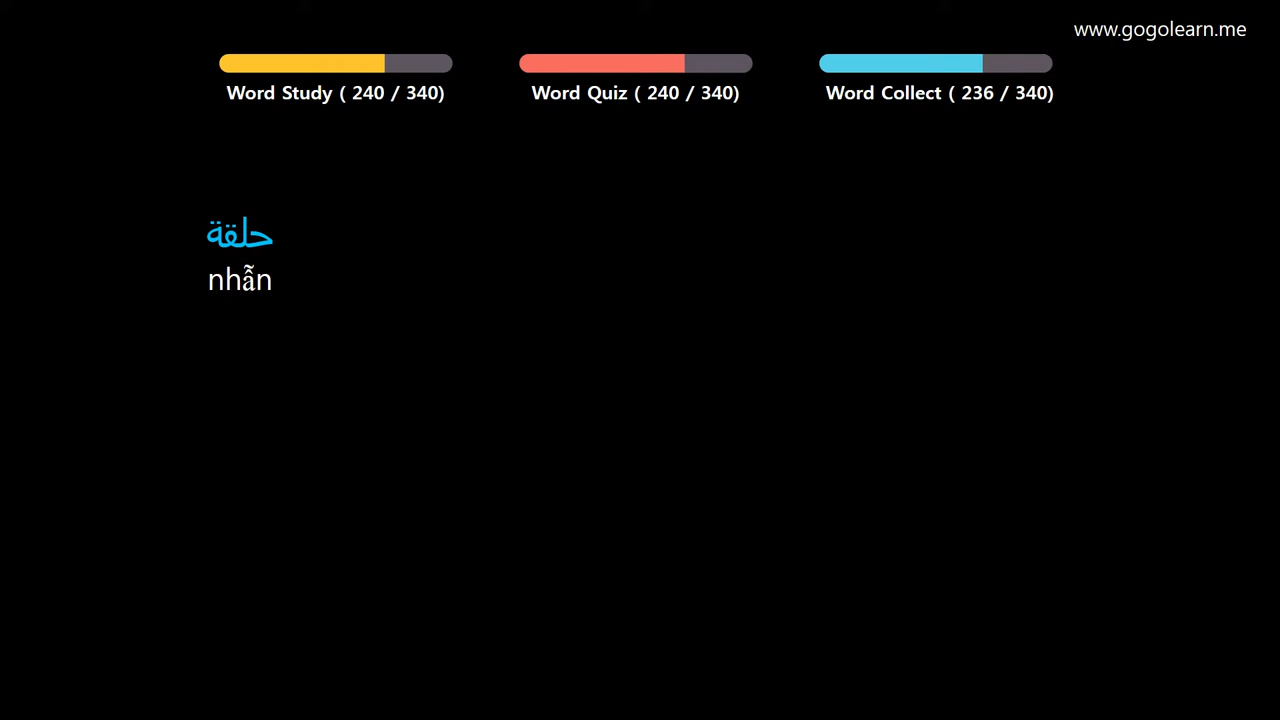 www.gogolearn.me
Word Study ( 240 / 340)
Word Quiz ( 240 / 340)
Word Collect ( 236 / 340)
حلقة
nhẫn